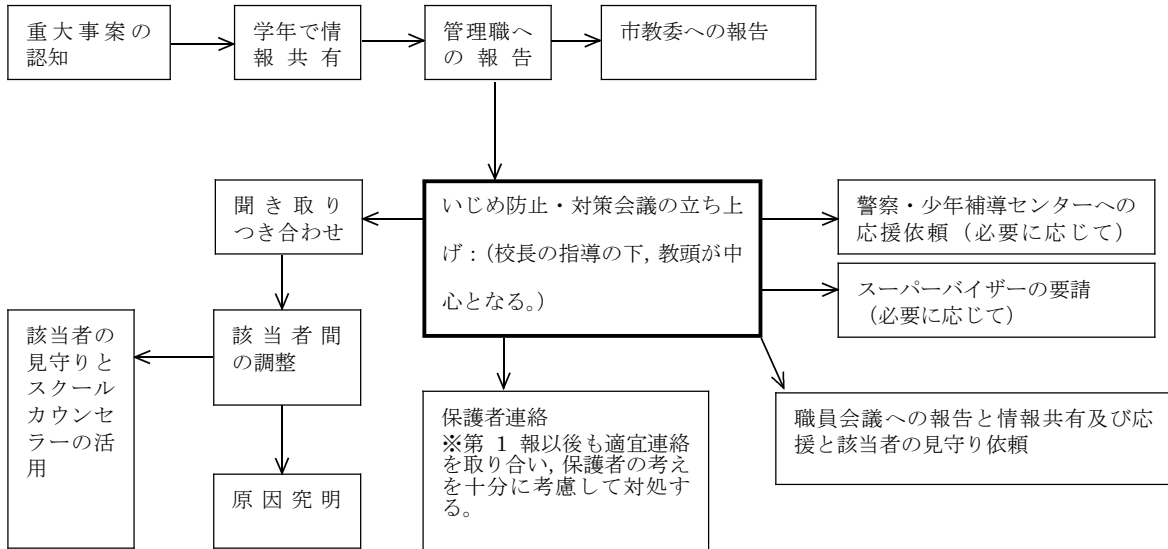 重大事案の
認知
学年で情
報共有
管理職へ
の報告
市教委への報告
聞き取り
つき合わせ
いじめ防止・対策会議の立ち上
げ：(校長の指導の下,教頭が中
心となる。)
警察・少年補導センターへの
応援依頼（必要に応じて）
スーパーバイザーの要請
（必要に応じて）
該当者の
見守りと
スクール
カウンセ
ラーの活
用
該当者間
の調整
保護者連絡
※第 1 報以後も適宜連絡
を取り合い,保護者の考え
を十分に考慮して対処す
る。
職員会議への報告と情報共有及び応
援と該当者の見守り依頼
原因究明